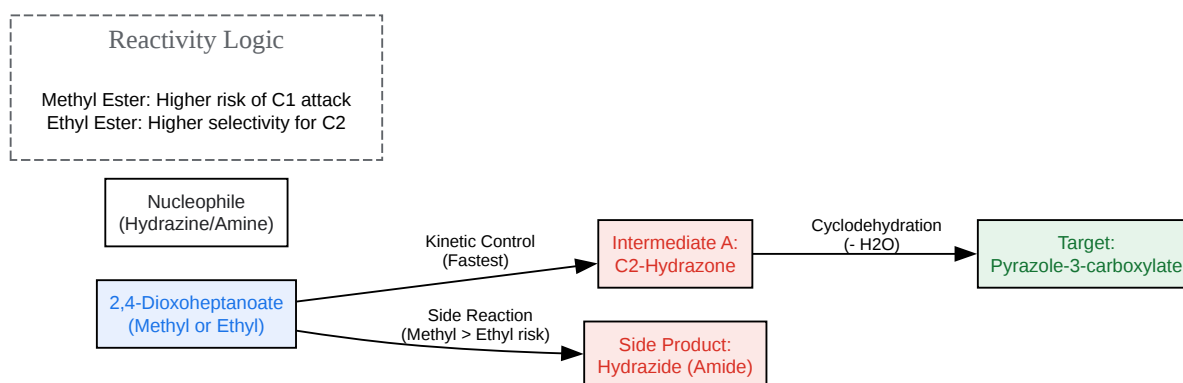 Reactivity Logic
Methyl Ester: Higher risk of C1 attack
Ethyl Ester: Higher selectivity for C2
Nucleophile
(Hydrazine/Amine)
2,4-Dioxoheptanoate
(Methyl or Ethyl)
Kinetic Control
(Fastest)
Side Reaction
(Methyl > Ethyl risk)
Intermediate A:
C2-Hydrazone
Side Product:
Hydrazide (Amide)
Cyclodehydration
(- H2O)
Target:
Pyrazole-3-carboxylate